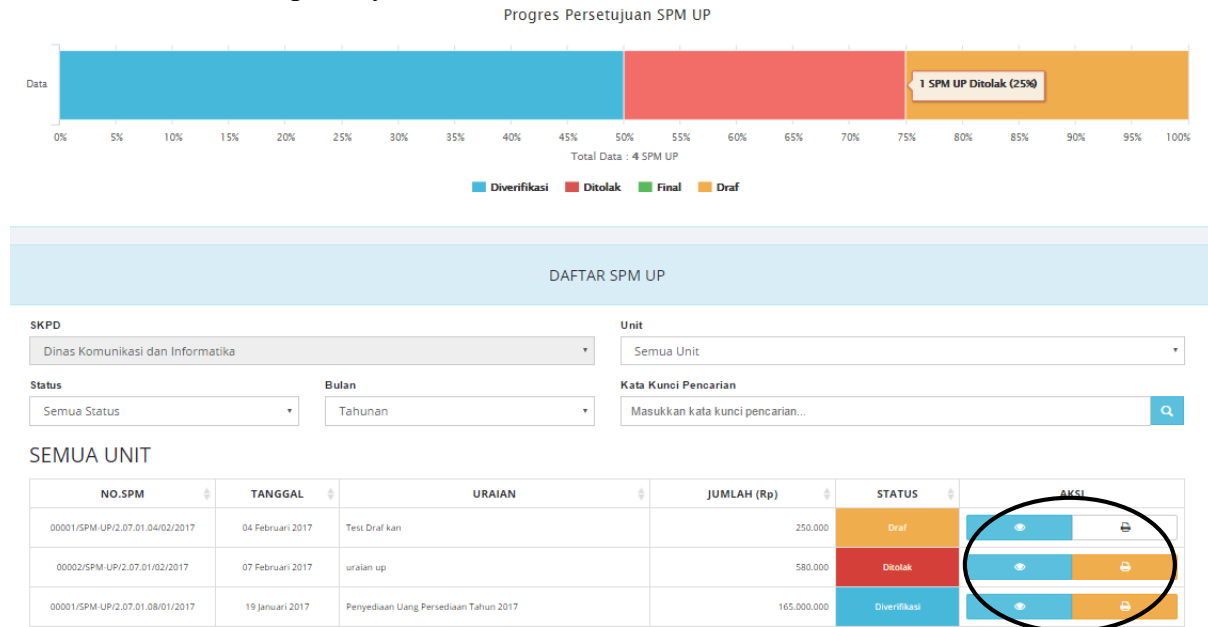 Progres Persetujuan SPM UP
Data
1 SPM UP Ditolak (25%)
0% 5% 10% 15% 20% 25% 30% 35% 40% 45% 50% 55% 60% 65% 70% 75% 80% 85% 90% 95% 100%
Total Data : 4 SPM UP
Diverifikasi Ditolak Final Draf
DAFTAR SPM UP
SKPD Unit
Dinas Komunikasi dan Informatika Semua Unit
Status Bulan Kata Kunci Pencarian
Semua Status Tahunan Masukkan kata kunci pencarian...
SEMUA UNIT
NO.SPM TANGGAL URAIAN JUMLAH (Rp) STATUS AKSI
00001/SPM-UP/2.07.01.04/02/2017 04 Februari 2017 Test Draf kan 250.000 Draf
00002/SPM-UP/2.07.01/02/2017 07 Februari 2017 uraian up 580.000 Ditolak
00001/SPM-UP/2.07.01.08/01/2017 19 Januari 2017 Penyediaan Uang Persediaan Tahun 2017 165.000.000 Diverifikasi